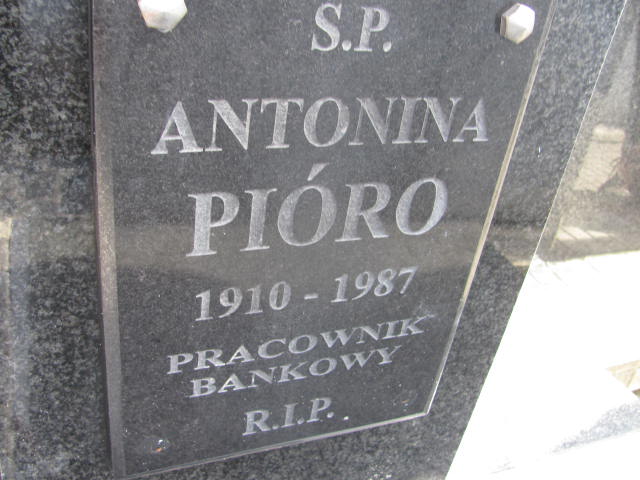 S.P.
ANTONINA
PIÓRO
1910 - 1987
PRACOWNIK
BANKOWY
R.I.P.